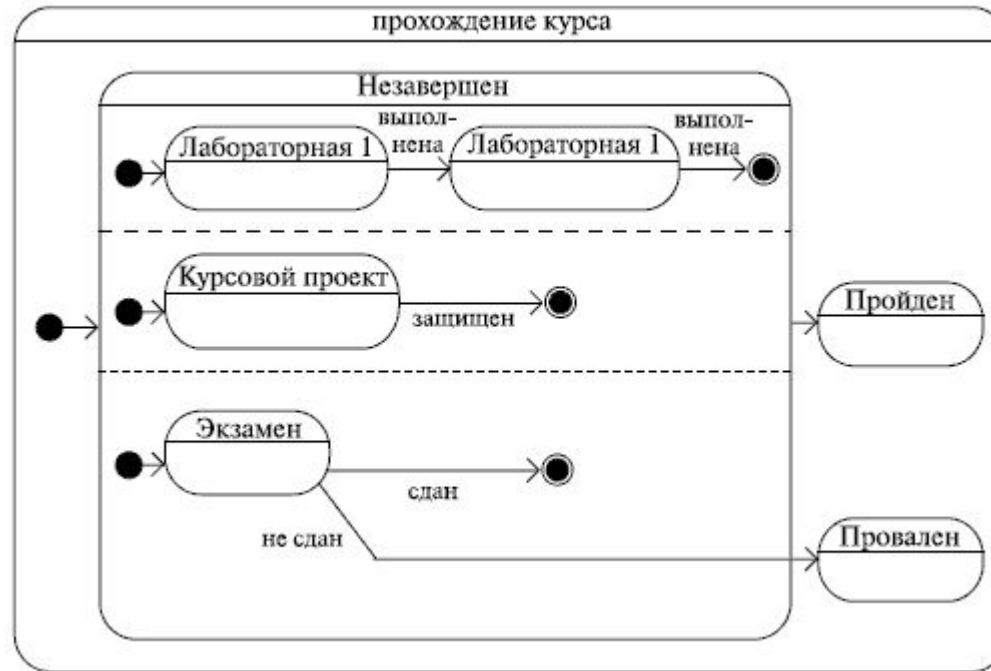 прохождение курса
Незавершен
Лабораторная 1
выпол-
нена
Лабораторная 1
выпол-
нена
Курсовой проект
защищен
Пройден
Экзамен
сдан
не сдан
Провален